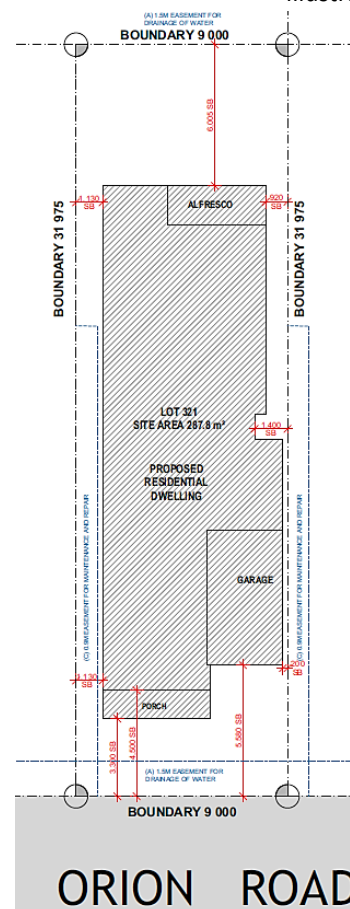 (A) 1.5M EASEMENT FOR
DRAINAGE OF WATER
BOUNDARY 9 000
6.005 SB
1.130
SB
ALFRESCO
920
SB
BOUNDARY 31 975
BOUNDARY 31 975
LOT 321
SITE AREA 287.8 m²
1.400
SB
PROPOSED
RESIDENTIAL
DWELLING
(C) 0.9M EASEMENT FOR MAINTENANCE AND REPAIR
(C) 0.9M EASEMENT FOR MAINTENANCE AND REPAIR
GARAGE
200
SB
1.130
SB
PORCH
3.300 SB
4.500 SB
5.580 SB
(A) 1.5M EASEMENT FOR
DRAINAGE OF WATER
BOUNDARY 9 000
ORION ROAD